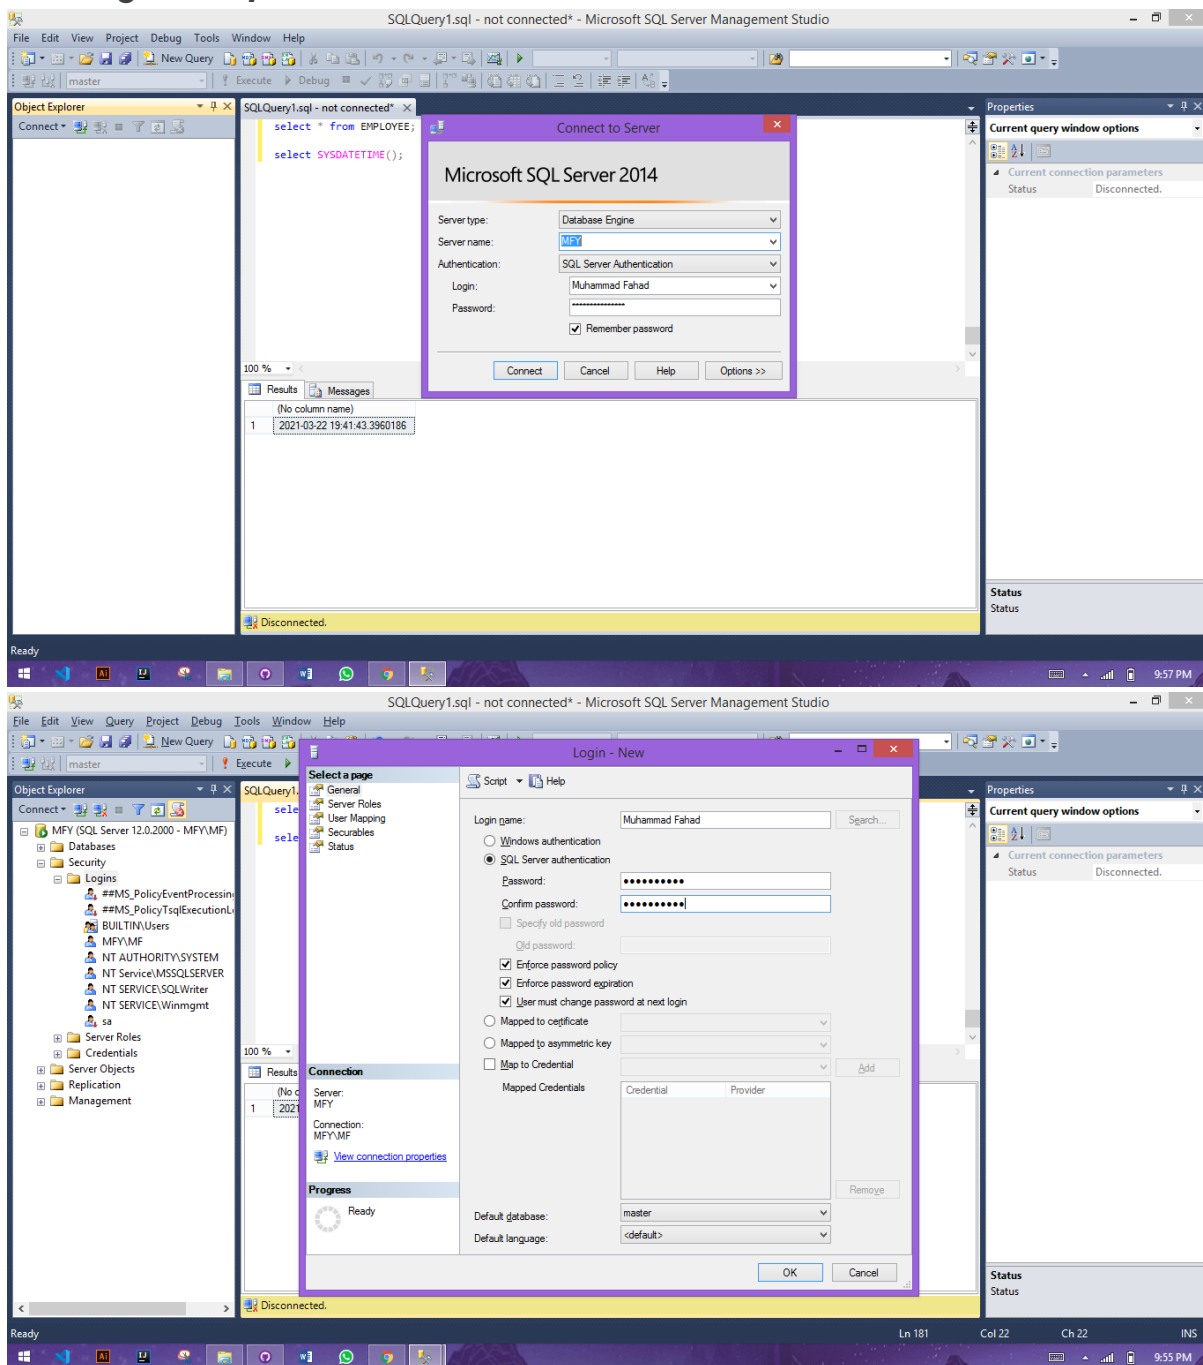 SQLQuery1.sql - not connected* - Microsoft SQL Server Management Studio
File Edit View Project Debug Tools Window Help
New Query
master Execute Debug
Object Explorer
Connect
SQLQuery1.sql - not connected*
select * from EMPLOYEE;
select SYSDATETIME();
Connect to Server
Microsoft SQL Server 2014
Server type: Database Engine
Server name: MFY
Authentication: SQL Server Authentication
Login: Muhammad Fahad
Password: ***************
Remember password
Connect Cancel Help Options >>
100 %
Results Messages
(No column name)
1 2021-03-22 19:41:43.3960186
Disconnected.
Properties
Current query window options
Current connection parameters
Status Disconnected.
Status
Status
Ready
9:57 PM
SQLQuery1.sql - not connected* - Microsoft SQL Server Management Studio
File Edit View Query Project Debug Tools Window Help
New Query
master Execute
Object Explorer
Connect
MFY (SQL Server 12.0.2000 - MFY\MF)
Databases
Security
Logins
##MS_PolicyEventProcessin
##MS_PolicyTsqlExecutionL
BUILTIN\Users
MFY\MF
NT AUTHORITY\SYSTEM
NT Service\MSSQLSERVER
NT SERVICE\SQLWriter
NT SERVICE\Winmgmt
sa
Server Roles
Credentials
Server Objects
Replication
Management
SQLQuery1.
sele
sele
100 %
Results
(No c
1 2021
Disconnected.
Login - New
Select a page
General
Server Roles
User Mapping
Securables
Status
Connection
Server:
MFY
Connection:
MFY\MF
View connection properties
Progress
Ready
Script Help
Login name: Muhammad Fahad Search...
Windows authentication
SQL Server authentication
Password: ●●●●●●●●●●
Confirm password: ●●●●●●●●●●
Specify old password
Old password:
Enforce password policy
Enforce password expiration
User must change password at next login
Mapped to certificate
Mapped to asymmetric key
Map to Credential Add
Mapped Credentials Credential Provider
Remove
Default database: master
Default language: <default>
OK Cancel
Properties
Current query window options
Current connection parameters
Status Disconnected.
Status
Status
Ready Ln 181 Col 22 Ch 22 INS
9:55 PM